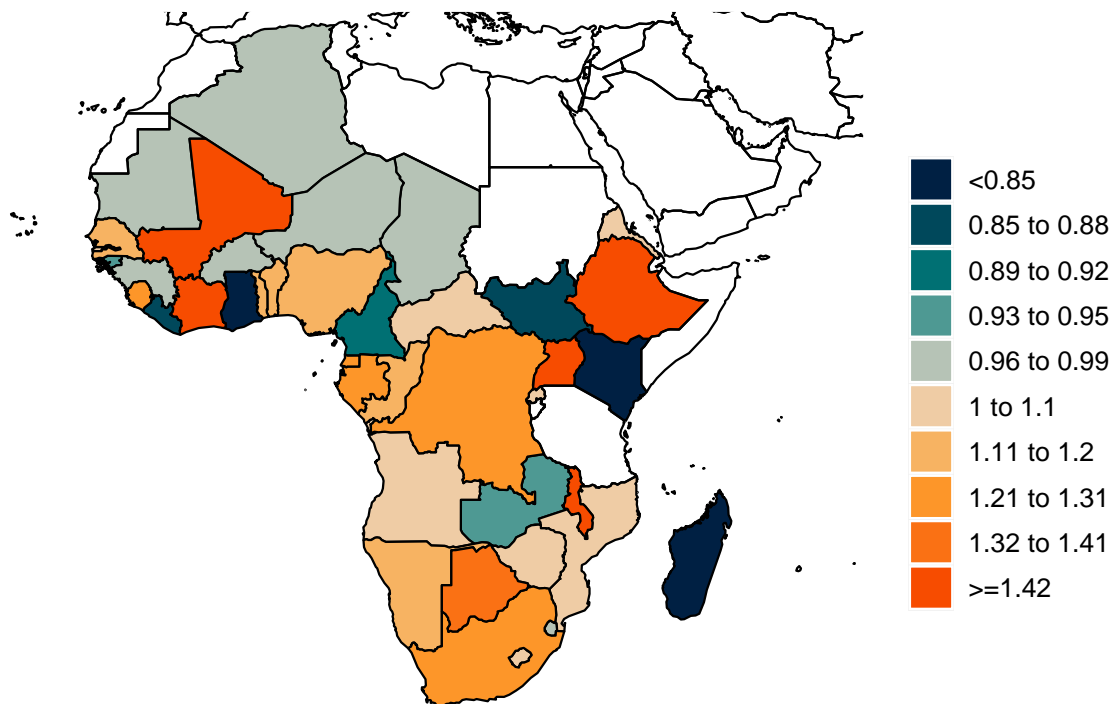 <0.85
0.85 to 0.88
0.89 to 0.92
0.93 to 0.95
0.96 to 0.99
1 to 1.1
1.11 to 1.2
1.21 to 1.31
1.32 to 1.41
>=1.42